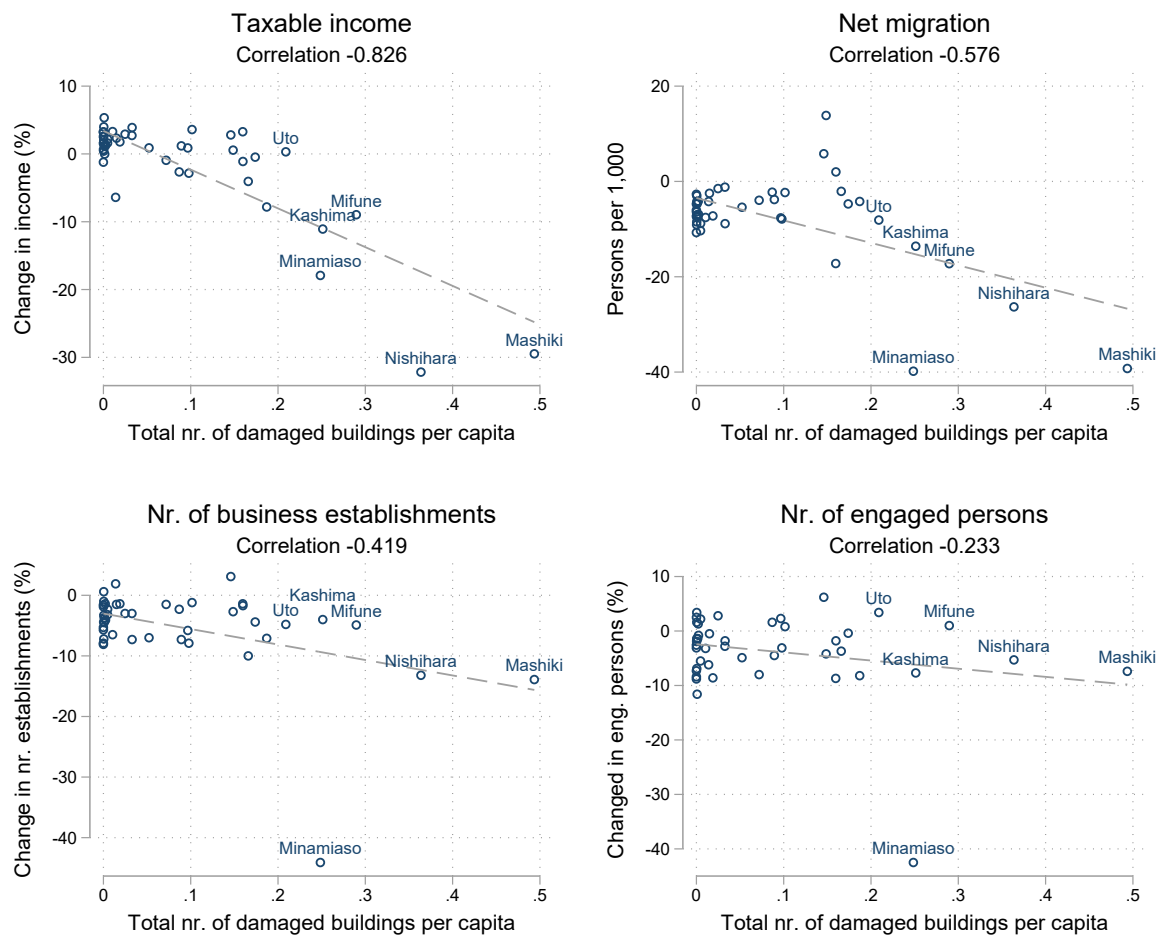 Taxable income
Correlation -0.826
Change in income (%)
10
0
-10
-20
-30
Uto
Mifune
Kashima
Minamiaso
Mashiki
Nishihara
0 .1 .2 .3 .4 .5
Total nr. of damaged buildings per capita
Net migration
Correlation -0.576
Persons per 1,000
20
0
-20
-40
Uto
Kashima
Mifune
Nishihara
Minamiaso
Mashiki
0 .1 .2 .3 .4 .5
Total nr. of damaged buildings per capita
Nr. of business establishments
Correlation -0.419
Change in nr. establishments (%)
0
-10
-20
-30
-40
Kashima
Uto
Mifune
Nishihara
Mashiki
Minamiaso
0 .1 .2 .3 .4 .5
Total nr. of damaged buildings per capita
Nr. of engaged persons
Correlation -0.233
Changed in eng. persons (%)
10
0
-10
-20
-30
-40
Uto
Mifune
Nishihara
Kashima
Mashiki
Minamiaso
0 .1 .2 .3 .4 .5
Total nr. of damaged buildings per capita